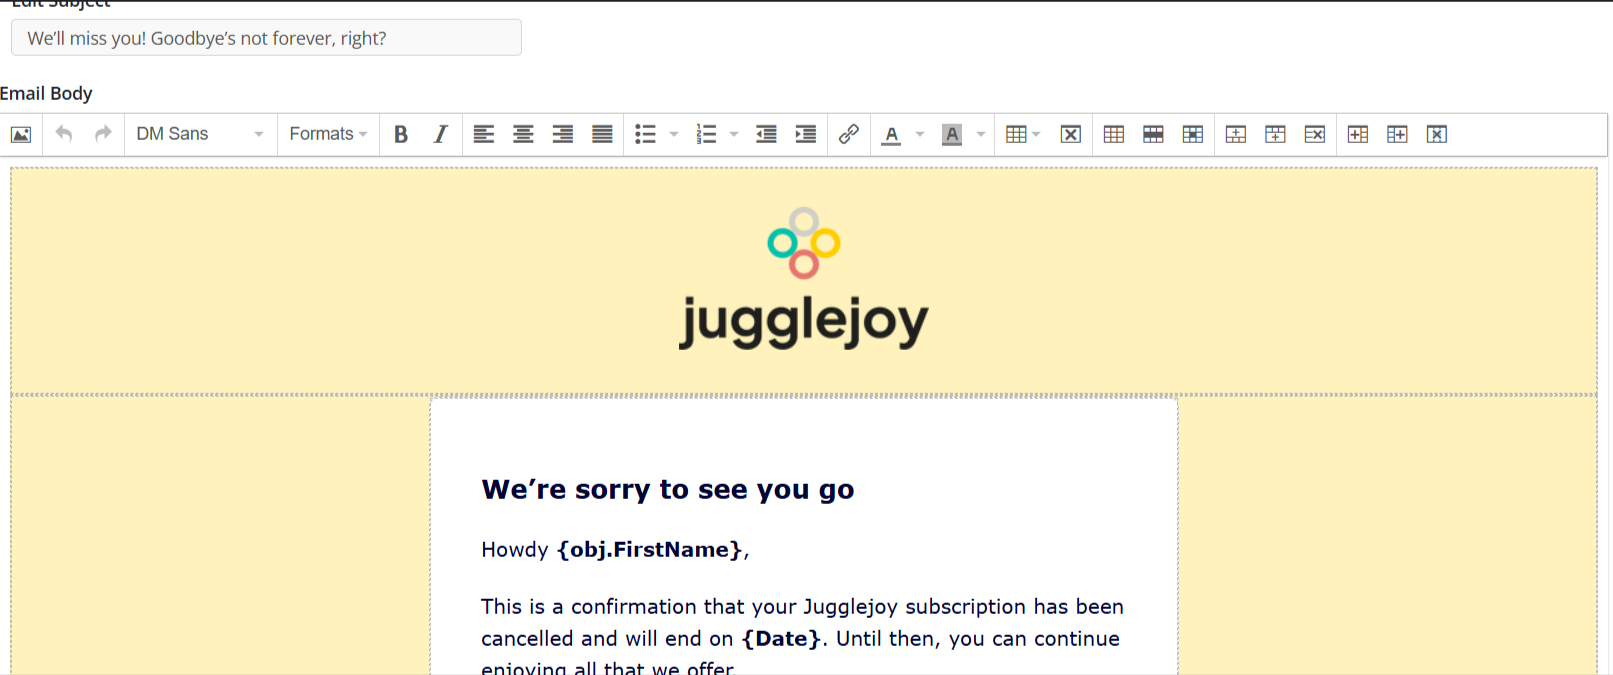 Edit Subject
We'll miss you! Goodbye's not forever, right?
Email Body
DM Sans Formats B I A A
jugglejoy
We're sorry to see you go
Howdy {obj.FirstName},
This is a confirmation that your Jugglejoy subscription has been
cancelled and will end on {Date}. Until then, you can continue
enjoying all that we offer.